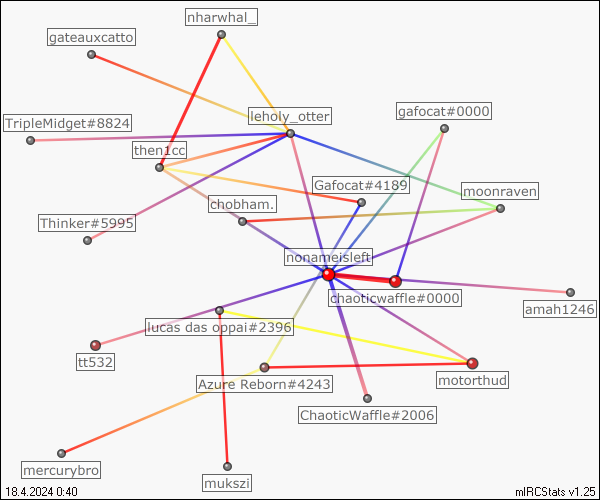 nharwhal_
gateauxcatto
leholy_otter
gafocat#0000
TripleMidget#8824
then1cc
Gafocat#4189
moonraven
chobham.
Thinker#5995
nonameisleft
chaoticwaffle#0000
amah1246
lucas das oppai#2396
tt532
Azure Reborn#4243
motorthud
ChaoticWaffle#2006
mercurybro
mukszi
18.4.2024 0:40
mIRCStats v1.25